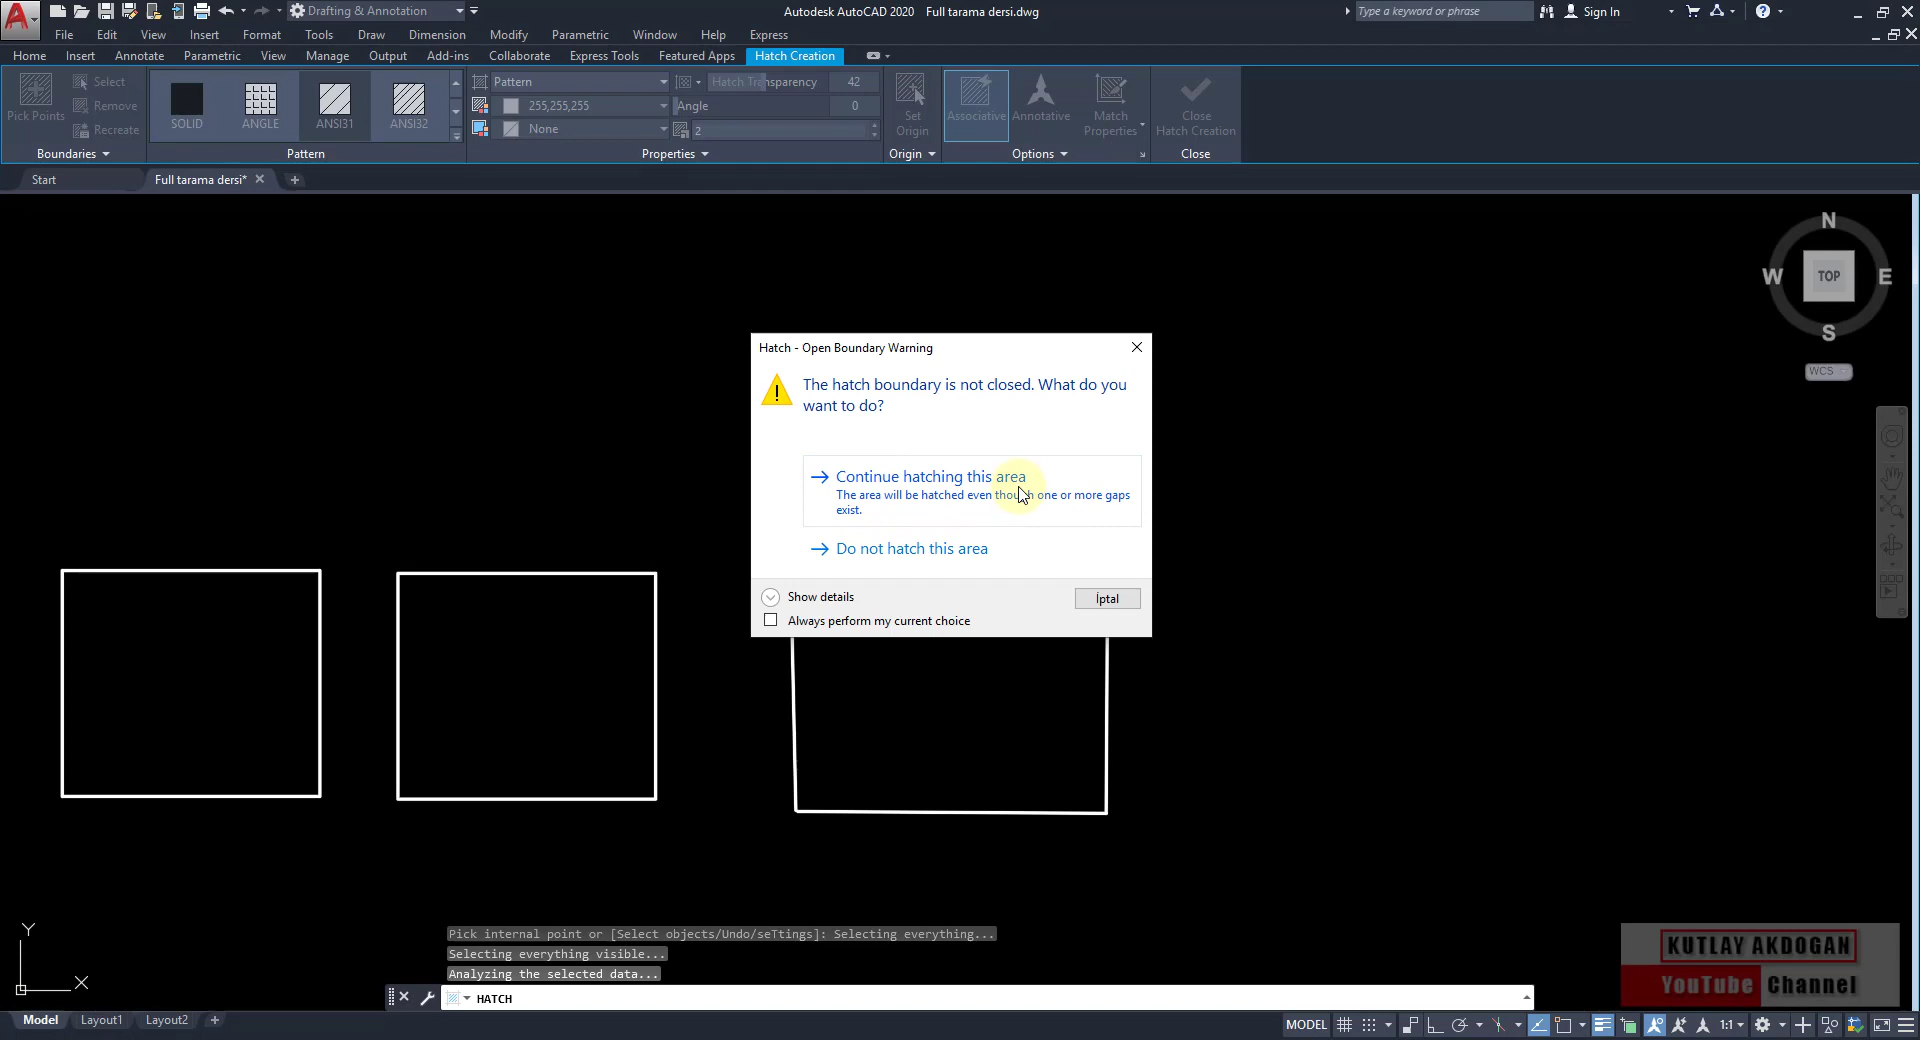 Drafting & Annotation
Autodesk AutoCAD 2020 Full tarama dersi.dwg
Type a keyword or phrase
Sign In
File Edit View Insert Format Tools Draw Dimension Modify Parametric Window Help Express
Home Insert Annotate Parametric View Manage Output Add-ins Collaborate Express Tools Featured Apps Hatch Creation
Pick Points
Select
Remove
Recreate
Boundaries
SOLID ANGLE ANSI31 ANSI32
Pattern
Pattern
255,255,255
None
Hatch Transparency 42
Angle 0
2
Properties
Set
Origin
Origin
Associative
Annotative
Match
Properties
Options
Close
Hatch Creation
Close
Start
Full tarama dersi*
N
W TOP E
S
WCS
Hatch - Open Boundary Warning
The hatch boundary is not closed. What do you
want to do?
Continue hatching this area
The area will be hatched even though one or more gaps
exist.
Do not hatch this area
Show details
İptal
Always perform my current choice
Y
X
Pick internal point or [Select objects/Undo/seTtings]: Selecting everything...
Selecting everything visible...
Analyzing the selected data...
HATCH
KUTLAY AKDOGAN
YouTube Channel
Model Layout1 Layout2
MODEL
1:1